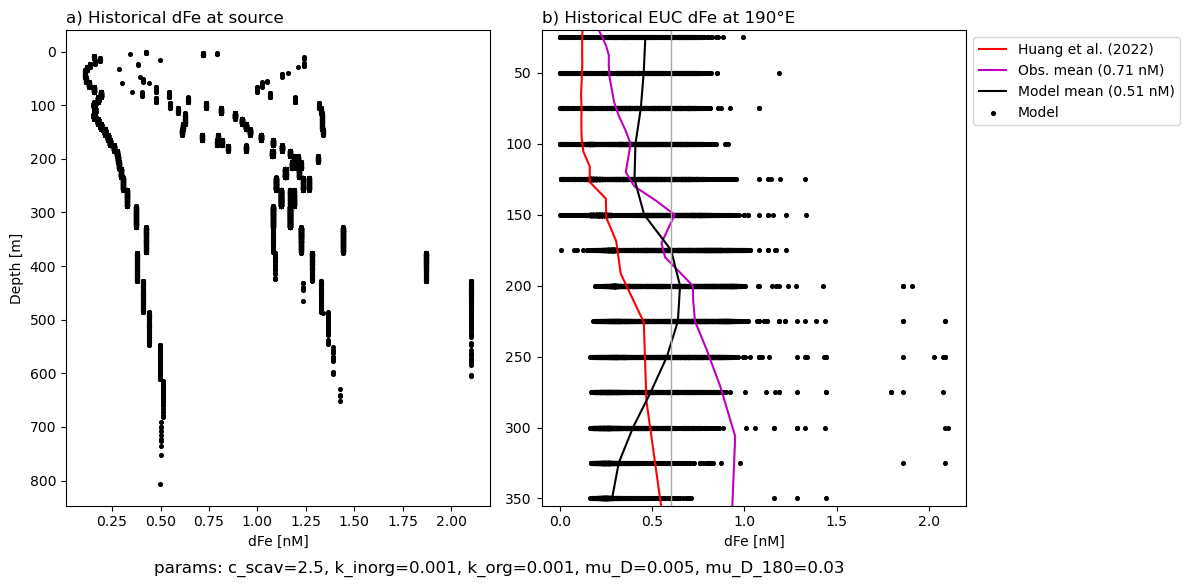 a) Historical dFe at source
0
100
200
300
400
500
600
700
800
Depth [m]
0.25 0.50 0.75 1.00 1.25 1.50 1.75 2.00
dFe [nM]
b) Historical EUC dFe at 190°E
50
100
150
200
250
300
350
0.0 0.5 1.0 1.5 2.0
dFe [nM]
Huang et al. (2022)
Obs. mean (0.71 nM)
Model mean (0.51 nM)
Model
params: c_scav=2.5, k_inorg=0.001, k_org=0.001, mu_D=0.005, mu_D_180=0.03